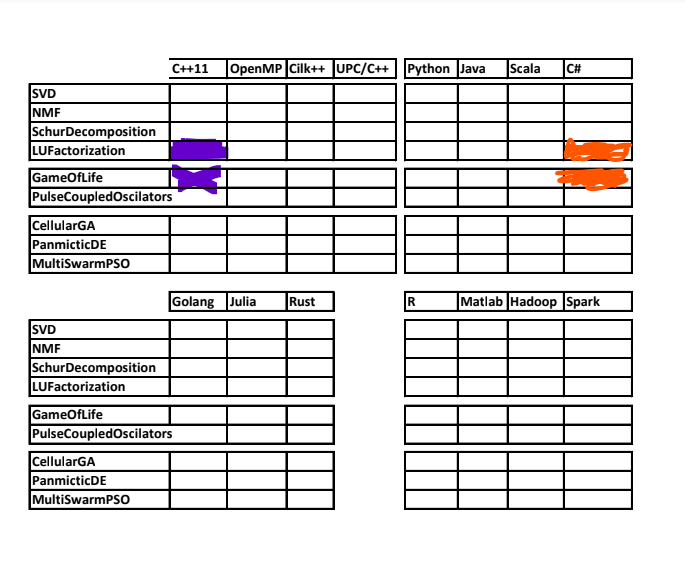 C++11 OpenMP Cilk++ UPC/C++ Python Java Scala C#
SVD
NMF
SchurDecomposition
LUFactorization
GameOfLife
PulseCoupledOscilators
CellularGA
PanmicticDE
MultiSwarmPSO
Golang Julia Rust R Matlab Hadoop Spark
SVD
NMF
SchurDecomposition
LUFactorization
GameOfLife
PulseCoupledOscilators
CellularGA
PanmicticDE
MultiSwarmPSO